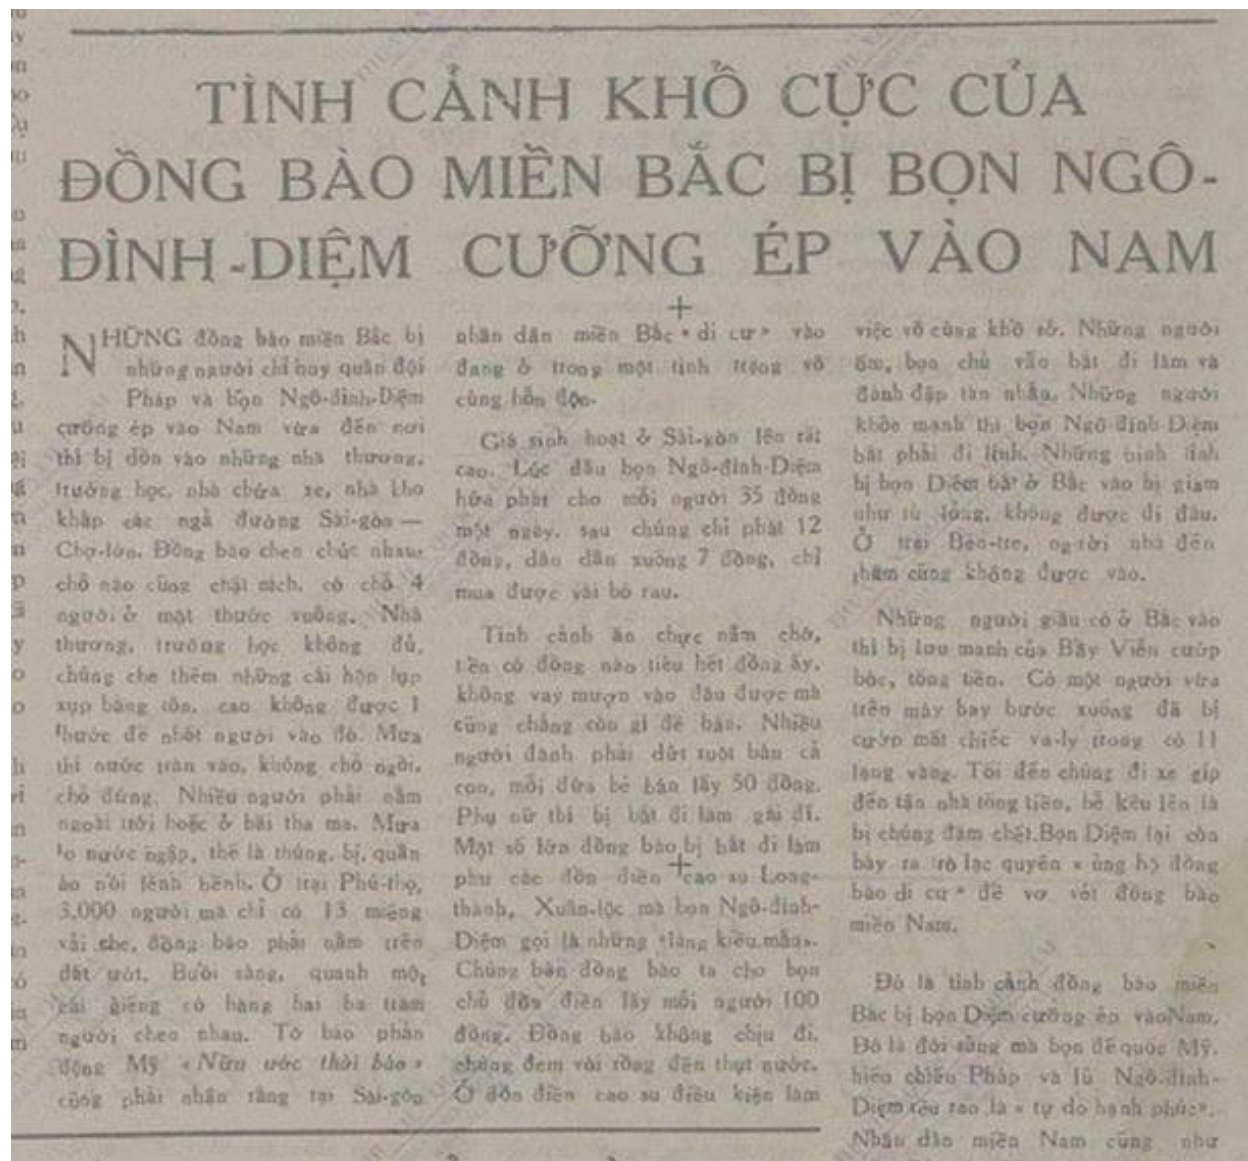 TÌNH CẢNH KHỔ CỰC CỦA
ĐỒNG BÀO MIỀN BẮC BỊ BỌN NGÔ-
ĐÌNH-DIỆM CƯỠNG ÉP VÀO NAM
NHỮNG đồng bào miền Bắc bị
những người chỉ huy quân đội
Pháp và bọn Ngô-đình-Diệm
cưỡng ép vào Nam vừa đến nơi
thì bị dồn vào những nhà thương,
trường học, nhà chứa xe, nhà kho
khắp các ngả đường Sài-gòn —
Chợ-lớn. Đồng bào chen chúc nhau,
chỗ nào cũng chật ních, có chỗ 4
người ở một thước vuông. Nhà
thương, trường học không đủ,
chúng che thêm những cái hộp lụp
xụp bằng tôn, cao không được 1
thước để nhét người vào đó. Mưa
thì nước tràn vào, không chỗ ngồi,
chỗ đứng. Nhiều người phải nằm
ngoài trời hoặc ở bãi tha ma. Mưa
to nước ngập, thế là thúng, bị, quần
áo nổi lênh bênh. Ở trại Phú-thọ,
3.000 người mà chỉ có 13 miếng
vải che, đồng bào phải nằm trên
đất ướt. Buổi sáng, quanh một
cái giếng có hàng hai ba trăm
người chen nhau. Tờ báo phản
động Mỹ « Nữu ước thời báo »
cũng phải nhận rằng tại Sài-gòn
nhân dân miền Bắc « di cư » vào
đang ở trong một tình trạng vô
cùng hỗn độn.
Giá sinh hoạt ở Sài-gòn lên rất
cao. Lúc đầu bọn Ngô-đình-Diệm
hứa phát cho mỗi người 35 đồng
một ngày, sau chúng chỉ phát 12
đồng, dần dần xuống 7 đồng, chỉ
mua được vài bó rau.
Tình cảnh ăn chực nằm chờ,
tiền có đồng nào tiêu hết đồng ấy,
không vay mượn vào đâu được mà
cũng chẳng còn gì để bán. Nhiều
người đành phải dứt ruột bán cả
con, mỗi đứa bé bán lấy 50 đồng.
Phụ nữ thì bị bắt đi làm gái đĩ.
Một số lớn đồng bào bị bắt đi làm
phu các đồn điền cao su Long-
thành, Xuân-lộc mà bọn Ngô-đình-
Diệm gọi là những «làng kiểu mẫu».
Chúng bán đồng bào ta cho bọn
chủ đồn điền lấy mỗi người 100
đồng. Đồng bào không chịu đi,
chúng đem vòi rồng đến thụt nước.
Ở đồn điền cao su điều kiện làm
việc vô cùng khổ sở. Những người
ốm, bọn chủ vẫn bắt đi làm và
đánh đập tàn nhẫn. Những người
khỏe mạnh thì bọn Ngô-đình-Diệm
bắt phải đi lính. Những binh lính
bị bọn Diệm bắt ở Bắc vào bị giam
như tù lỏng, không được đi đâu.
Ở trại Bến-tre, người nhà đến
thăm cũng không được vào.
Những người giầu có ở Bắc vào
thì bị lưu manh của Bẩy Viễn cướp
bóc, tống tiền. Có một người vừa
trên máy bay bước xuống đã bị
cướp mất chiếc va-ly trong có 11
lạng vàng. Tối đến chúng đi xe gíp
đến tận nhà tống tiền, hễ kêu lên là
bị chúng đâm chết. Bọn Diệm lại còn
bày ra trò lạc quyên « ủng hộ đồng
bào di cư » để vơ vét đồng bào
miền Nam.
Đó là tình cảnh đồng bào miền
Bắc bị bọn Diệm cưỡng ép vào Nam.
Đó là đời sống mà bọn đế quốc Mỹ,
hiếu chiến Pháp và lũ Ngô-đình-
Diệm rêu rao là « tự do hạnh phúc».
Nhân dân miền Nam cũng như